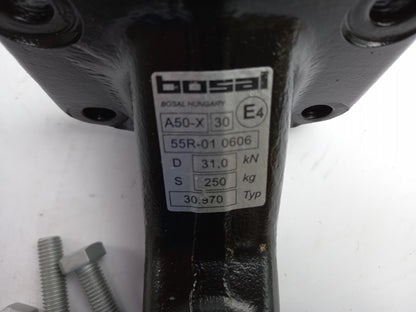 bosal
BOSAL HUNGARY
A50-X 30 E4
55R-01 0606
D 31,0 kN
S 250 kg
30,970 Typ